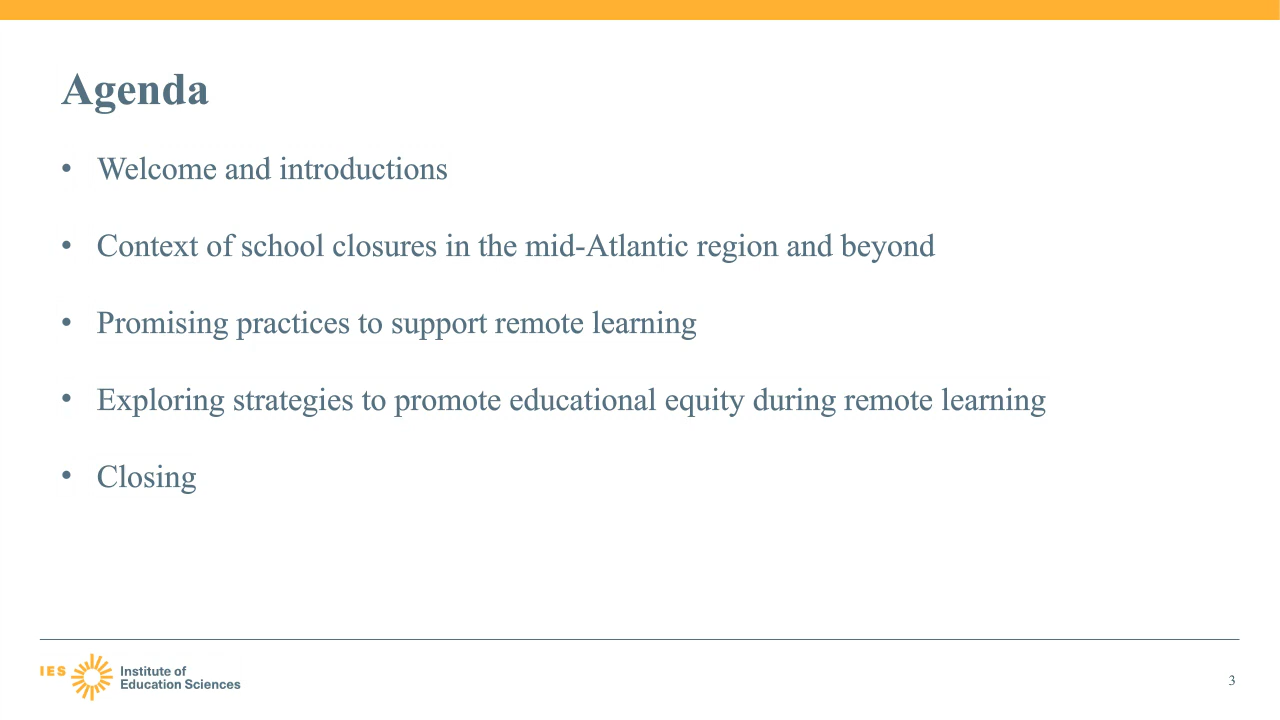 Agenda
• Welcome and introductions
• Context of school closures in the mid-Atlantic region and beyond
• Promising practices to support remote learning
• Exploring strategies to promote educational equity during remote learning
• Closing
IES
Institute of
Education Sciences
3